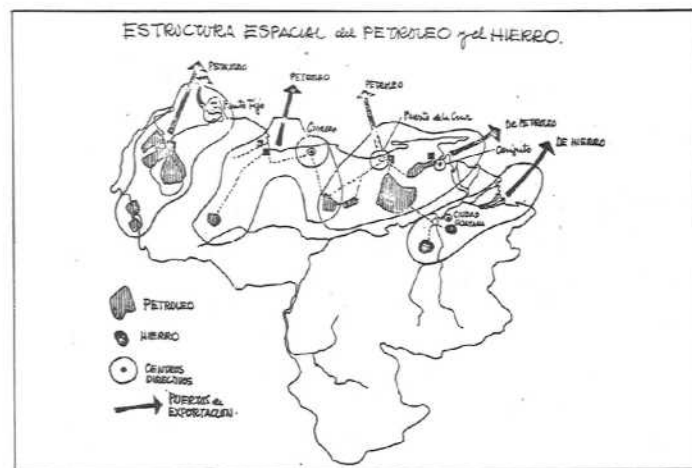 ESTRUCTURA ESPACIAL del PETROLEO y el HIERRO.
PETROLEO
PETROLEO
PETROLEO
Punto Fijo
Caracas
Puerto de la Cruz
DE PETROLEO
Caripito
DE HIERRO
CIUDAD
GUAYANA
PETROLEO
HIERRO
CENTROS
DIRECTIVOS
PUERTOS de
EXPORTACION.